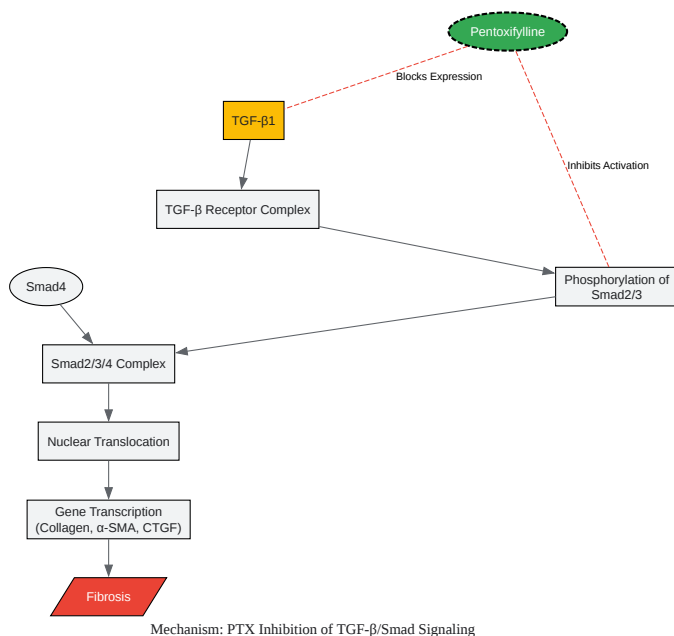 Pentoxifylline
Blocks Expression
TGF-β1
Inhibits Activation
TGF-β Receptor Complex
Phosphorylation of
Smad2/3
Smad4
Smad2/3/4 Complex
Nuclear Translocation
Gene Transcription
(Collagen, α-SMA, CTGF)
Fibrosis
Mechanism: PTX Inhibition of TGF-β/Smad Signaling